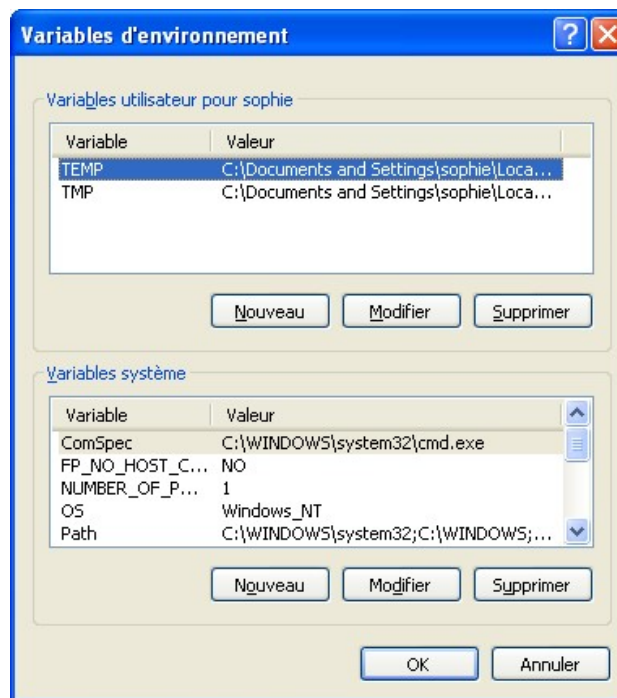 Variables d'environnement
Variables utilisateur pour sophie
Variable Valeur
TEMP C:\Documents and Settings\sophie\Loca...
TMP C:\Documents and Settings\sophie\Loca...
Nouveau Modifier Supprimer
Variables système
Variable Valeur
ComSpec C:\WINDOWS\system32\cmd.exe
FP_NO_HOST_C... NO
NUMBER_OF_P... 1
OS Windows_NT
Path C:\WINDOWS\system32;C:\WINDOWS;...
Nouveau Modifier Supprimer
OK Annuler